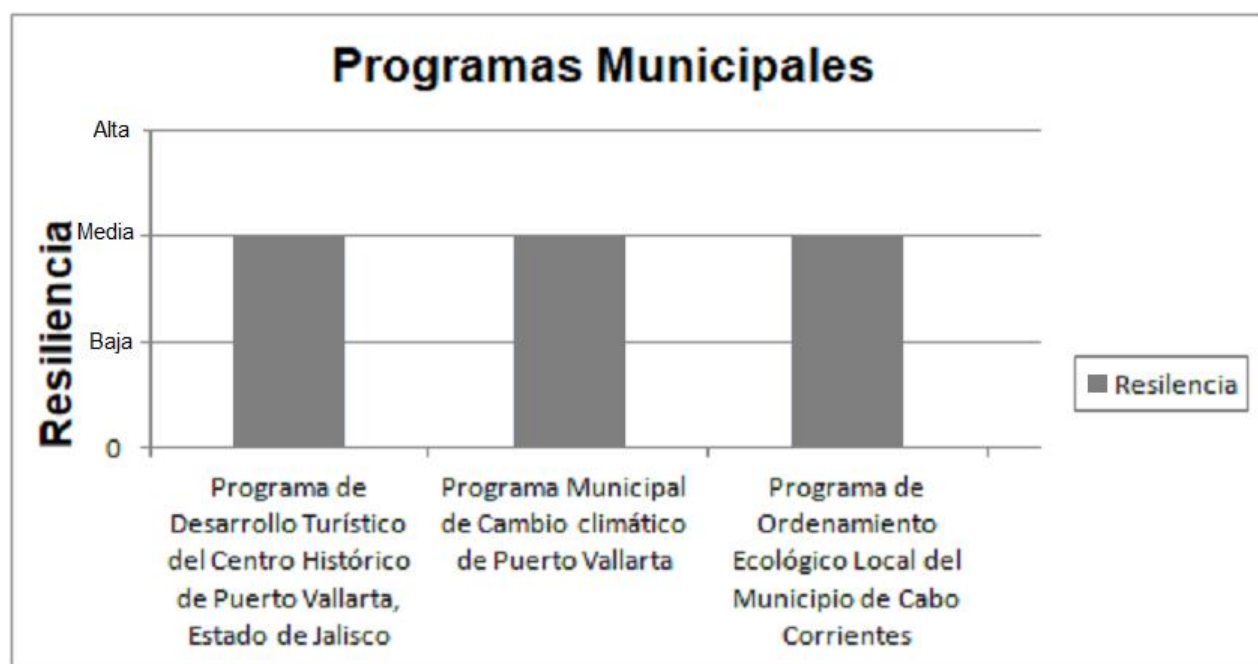 Programas Municipales
Resiliencia
Alta
Media
Baja
0
Programa de
Desarrollo Turístico
del Centro Histórico
de Puerto Vallarta,
Estado de Jalisco
Programa Municipal
de Cambio climático
de Puerto Vallarta
Programa de
Ordenamiento
Ecológico Local del
Municipio de Cabo
Corrientes
Resilencia